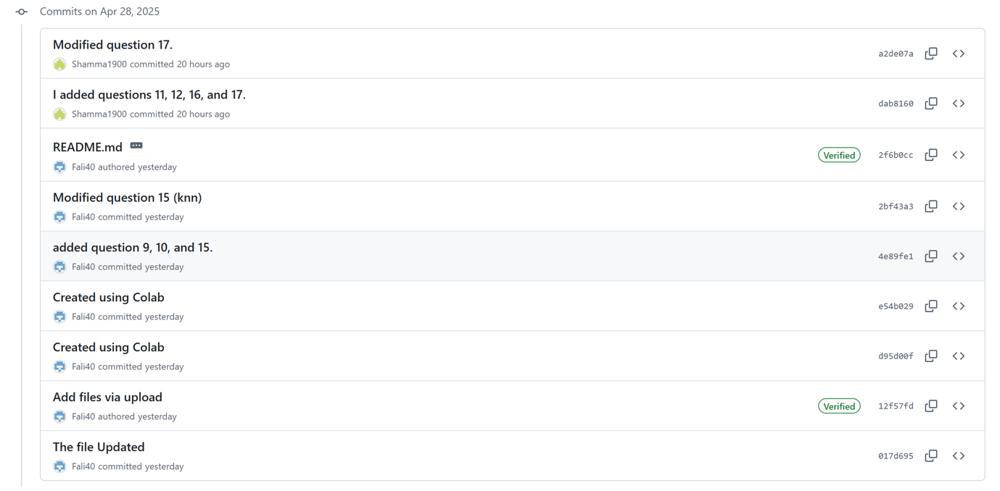 Commits on Apr 28, 2025
Modified question 17.
Shamma1900 committed 20 hours ago
a2de07a
I added questions 11, 12, 16, and 17.
Shamma1900 committed 20 hours ago
dab8160
README.md
Fali40 authored yesterday
Verified
2f6b0cc
Modified question 15 (knn)
Fali40 committed yesterday
2bf43a3
added question 9, 10, and 15.
Fali40 committed yesterday
4e89fe1
Created using Colab
Fali40 committed yesterday
e54b029
Created using Colab
Fali40 committed yesterday
d95d00f
Add files via upload
Fali40 authored yesterday
Verified
12f57fd
The file Updated
Fali40 committed yesterday
017d695